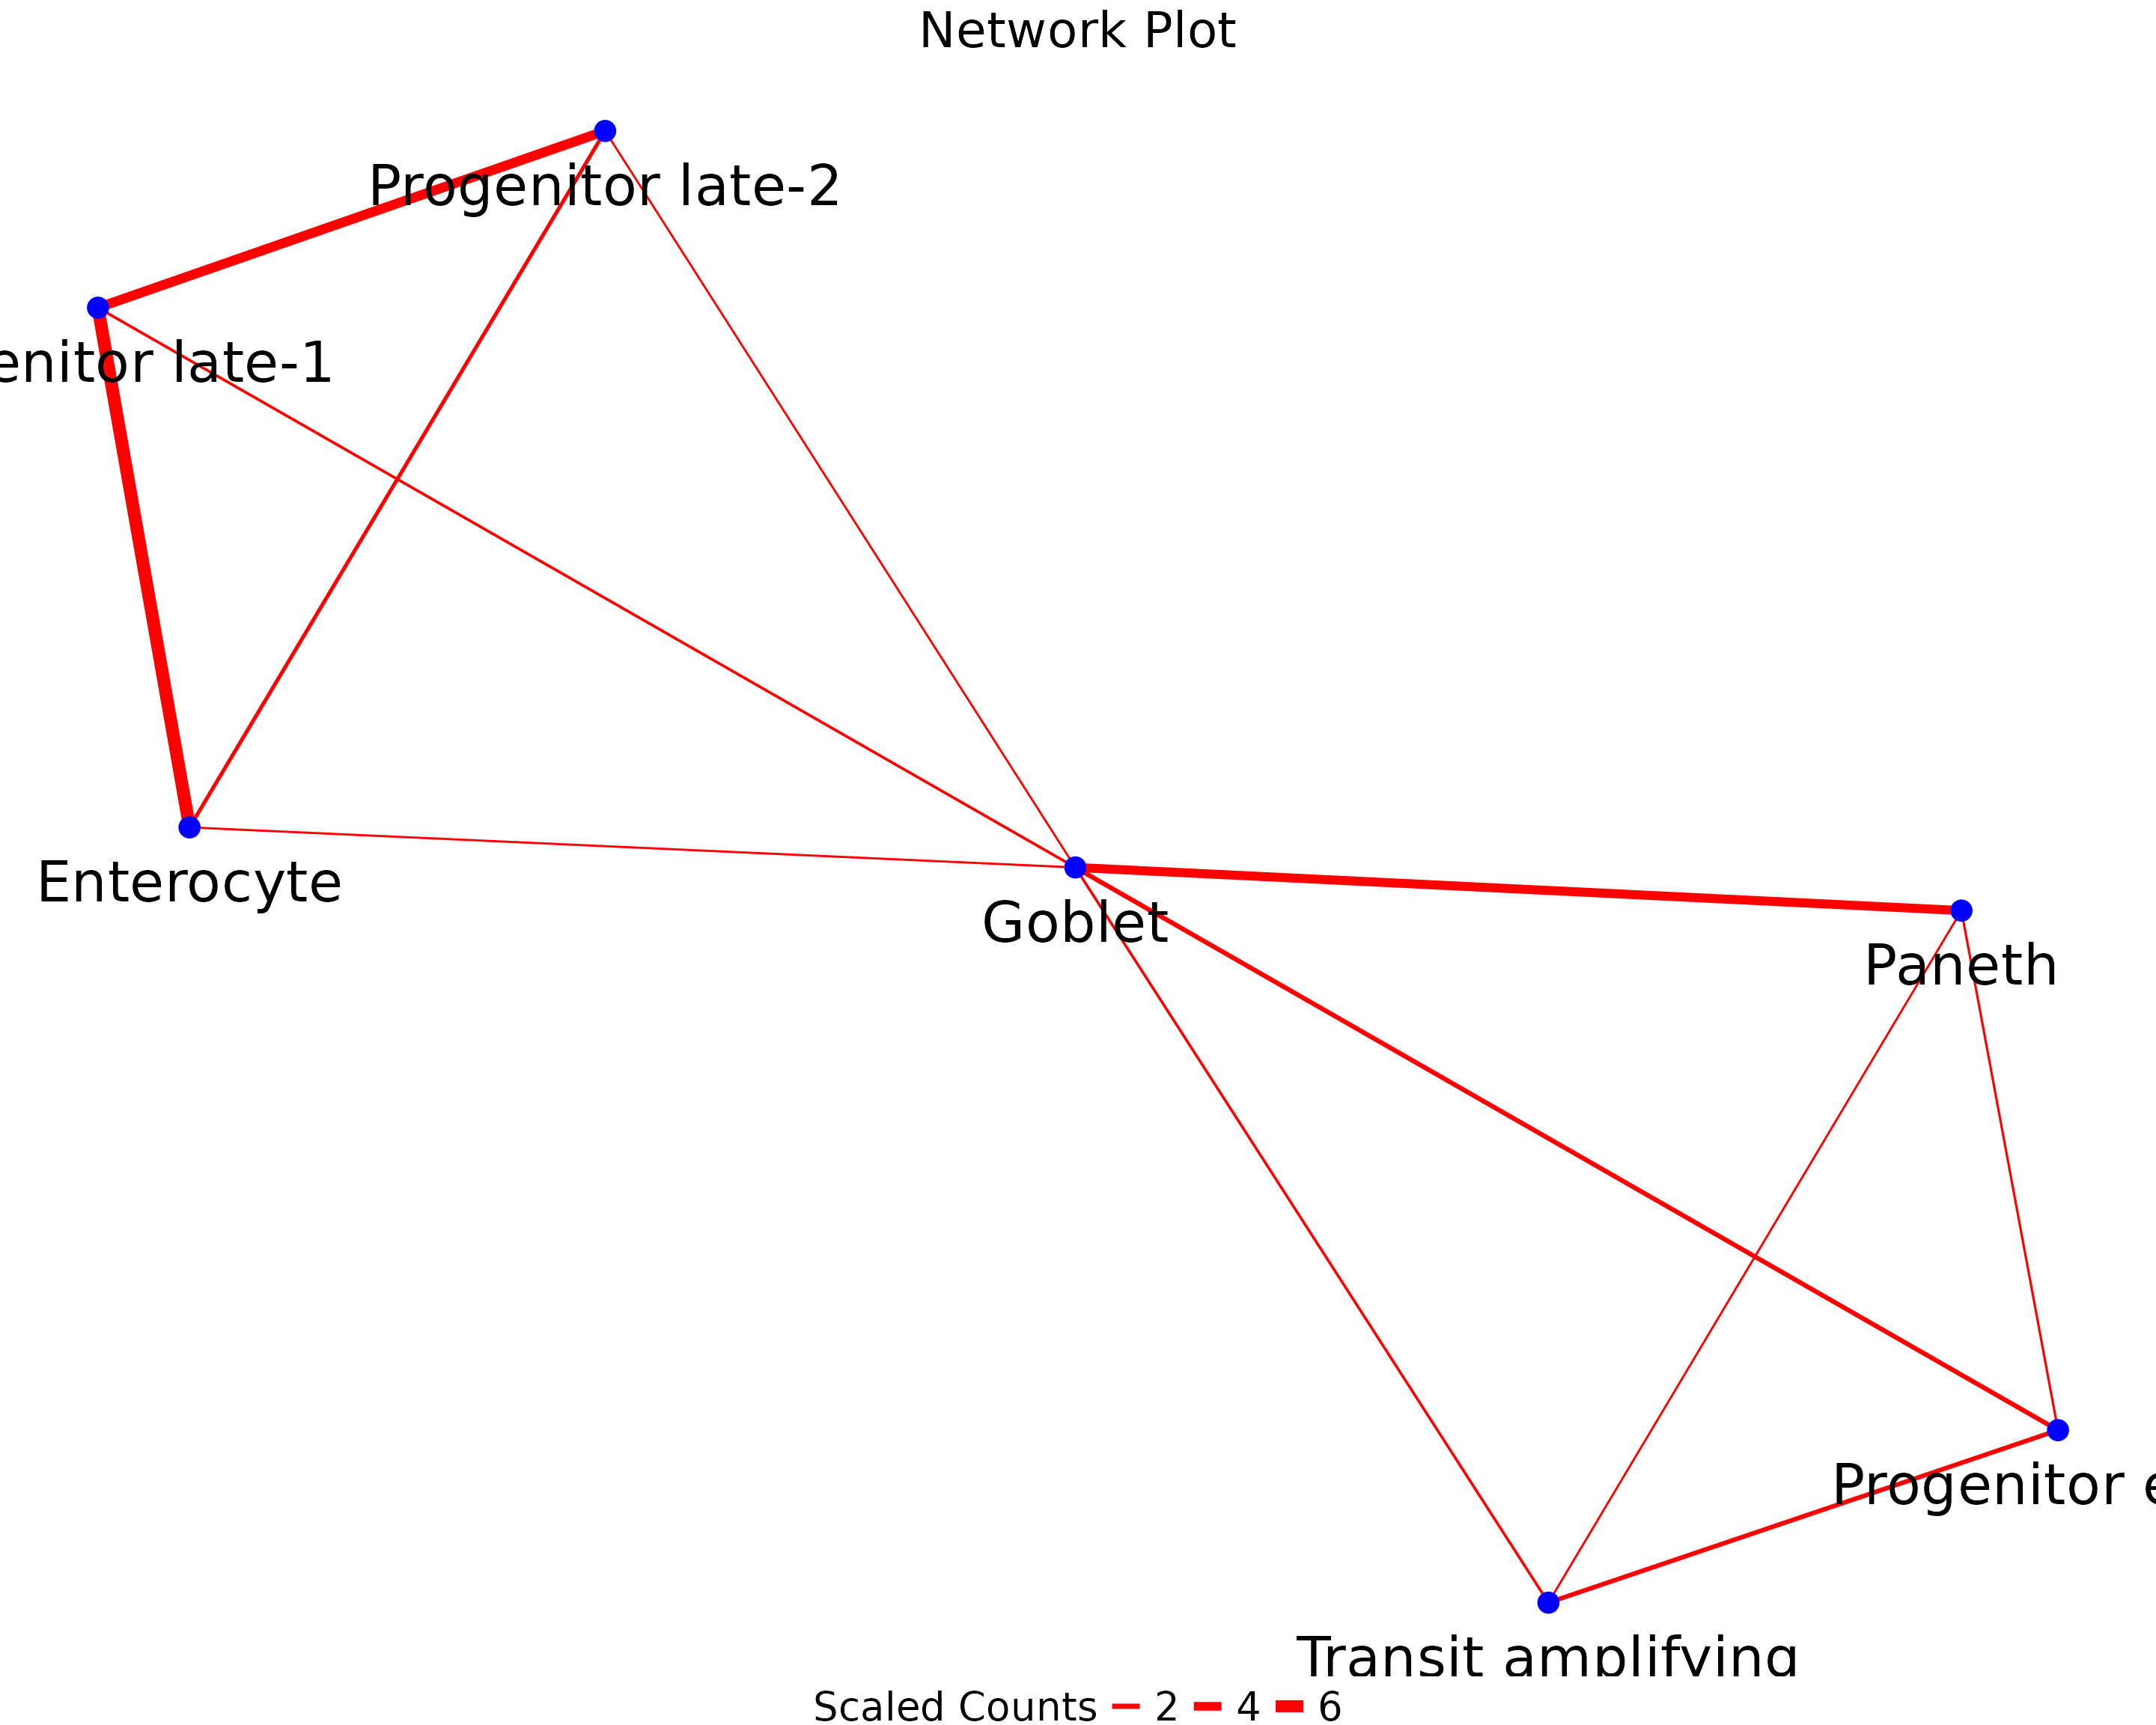 Network Plot
Progenitor late-2
enitor late-1
Enterocyte
Goblet
Paneth
Progenitor e
Transit amplifying
Scaled Counts 2 4 6